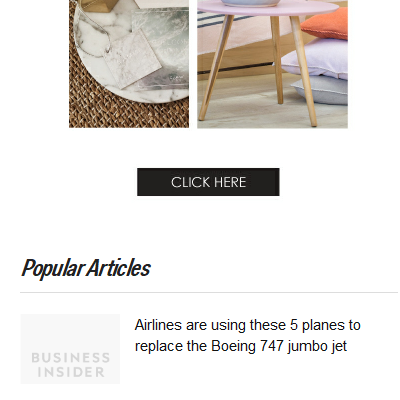 CLICK HERE
Popular Articles
BUSINESS
INSIDER
Airlines are using these 5 planes to
replace the Boeing 747 jumbo jet